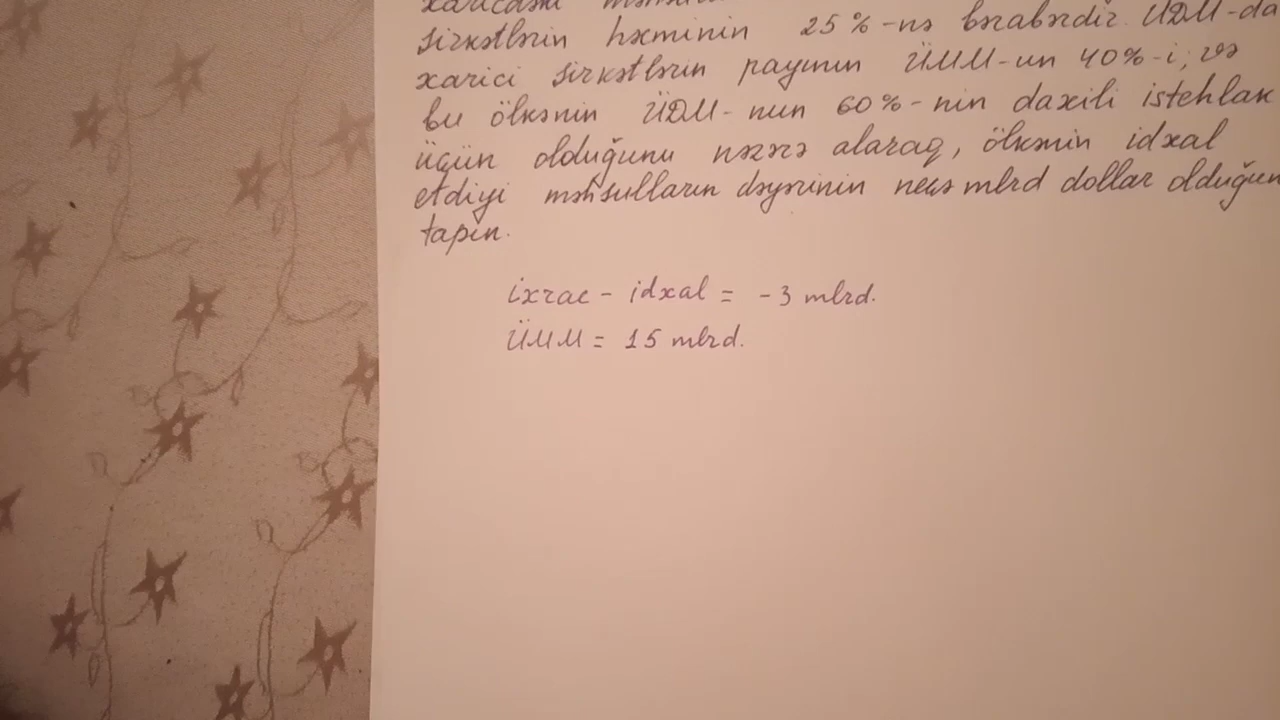 xaricdəki
şirkətlərin həcminin 25%-nə bərabərdir. ÜDM-da
xarici şirkətlərin payının ÜMM-un 40%-i, və
bu ölkənin ÜDM-nun 60%-nin daxili istehlak
üçün olduğunu nəzərə alaraq, ölkənin idxal
etdiyi məhsulların dəyərinin neçə mlrd dollar olduğun
tapın.
ixrac - idxal = -3 mlrd.
ÜMM = 15 mlrd.